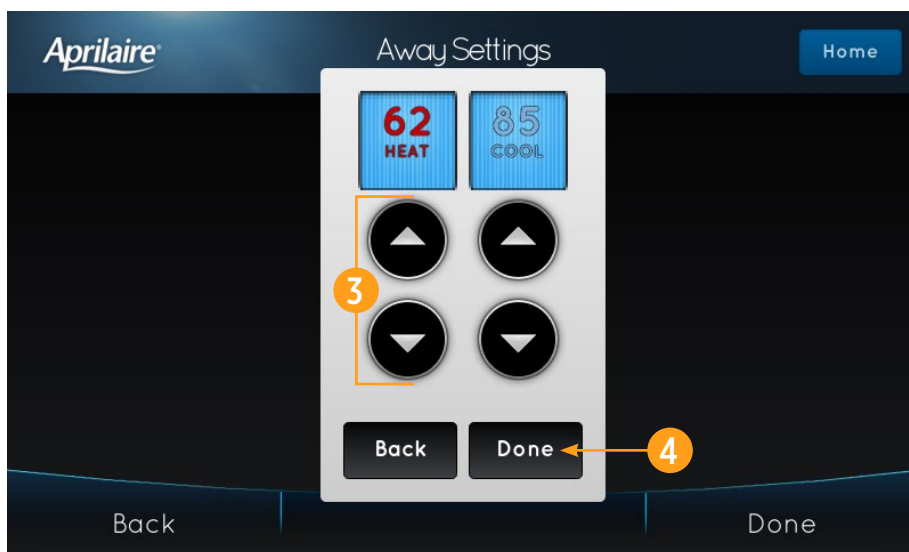 Aprilaire® Away Settings Home
62 85
HEAT COOL
3
Back Done 4
Back Done